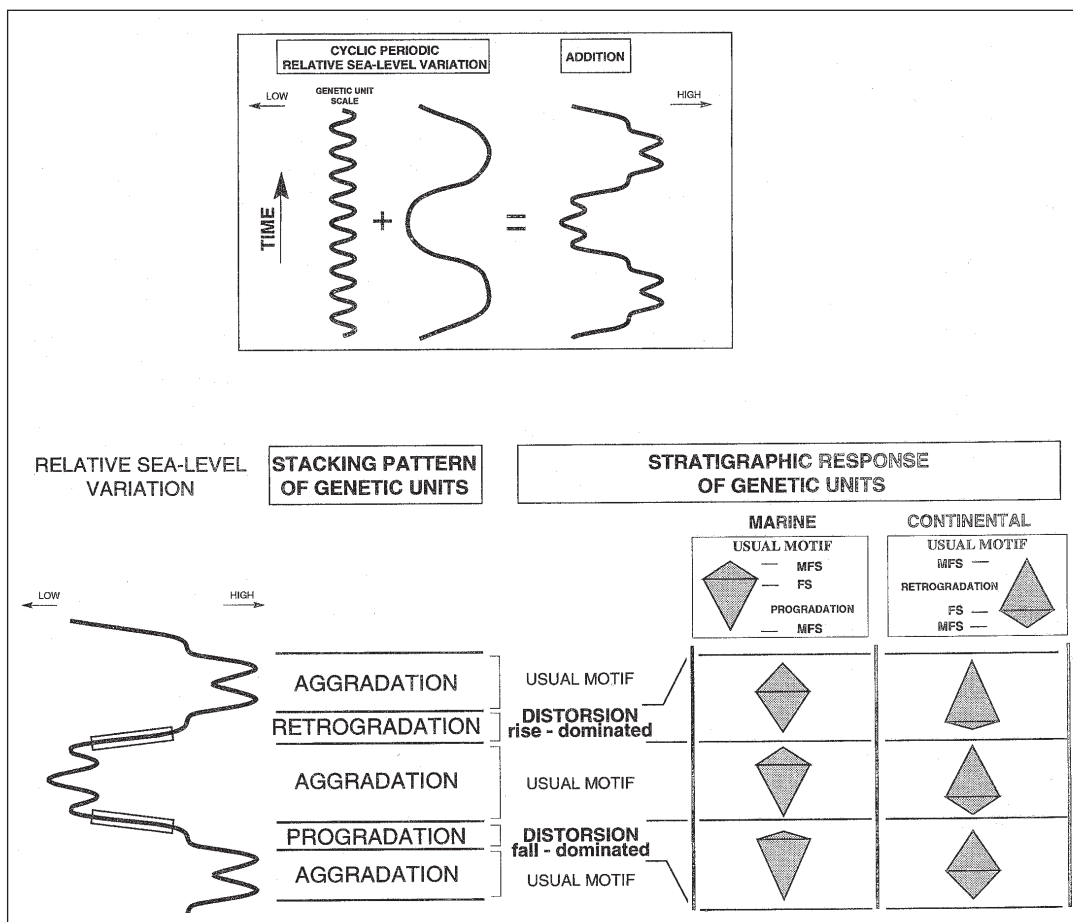 CYCLIC PERIODIC
RELATIVE SEA-LEVEL VARIATION
ADDITION
LOW
GENETIC UNIT
SCALE
HIGH
TIME
+
=
RELATIVE SEA-LEVEL
VARIATION
STACKING PATTERN
OF GENETIC UNITS
STRATIGRAPHIC RESPONSE
OF GENETIC UNITS
MARINE
CONTINENTAL
USUAL MOTIF
MFS
FS
PROGRADATION
MFS
USUAL MOTIF
MFS
RETROGRADATION
FS
MFS
LOW
HIGH
AGGRADATION
USUAL MOTIF
RETROGRADATION
DISTORSION
rise - dominated
AGGRADATION
USUAL MOTIF
PROGRADATION
DISTORSION
fall - dominated
AGGRADATION
USUAL MOTIF